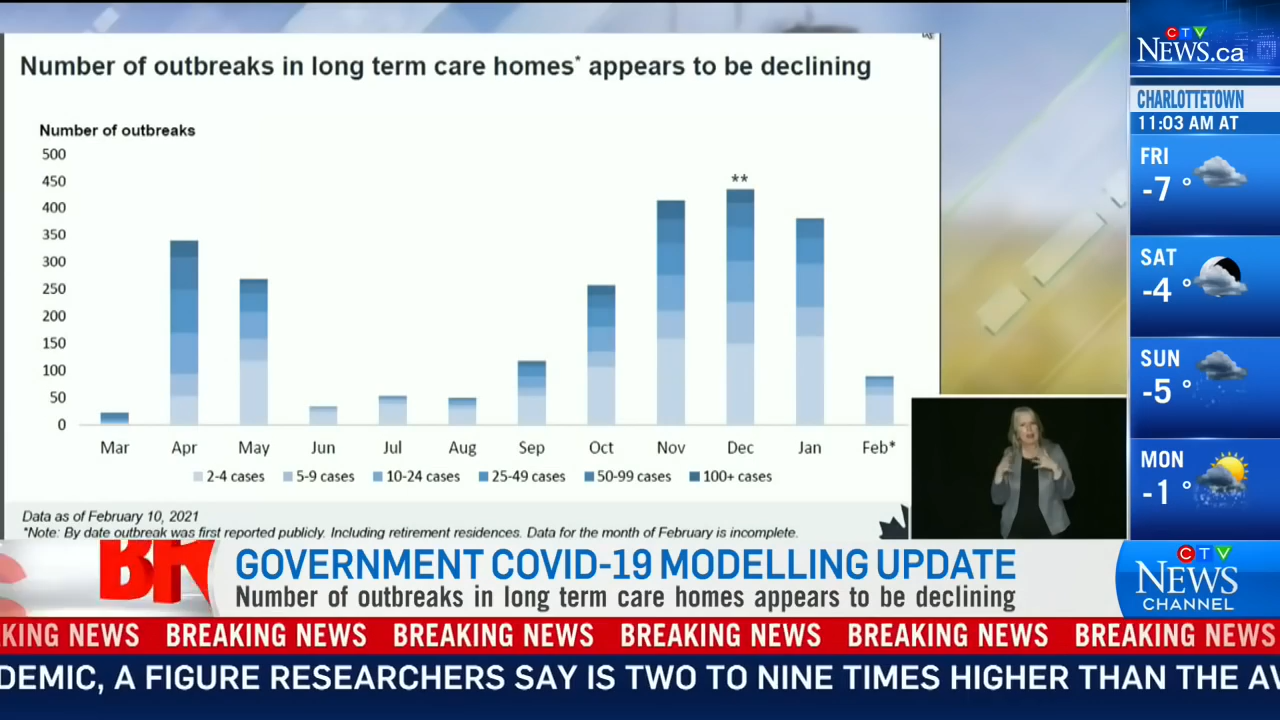 Number of outbreaks in long term care homes* appears to be declining
Number of outbreaks
500
450
400
350
300
250
200
150
100
50
0
**
Mar Apr May Jun Jul Aug Sep Oct Nov Dec Jan Feb*
2-4 cases 5-9 cases 10-24 cases 25-49 cases 50-99 cases 100+ cases
Data as of February 10, 2021
*Note: By date outbreak was first reported publicly. Including retirement residences. Data for the month of February is incomplete.
CTV
NEWS.ca
CHARLOTTETOWN
11:03 AM AT
FRI
-7 °
SAT
-4 °
SUN
-5 °
MON
-1 °
GOVERNMENT COVID-19 MODELLING UPDATE
Number of outbreaks in long term care homes appears to be declining
CTV
NEWS
CHANNEL
KING NEWS BREAKING NEWS BREAKING NEWS BREAKING NEWS BREAKING NEWS BREAKING NEWS
DEMIC, A FIGURE RESEARCHERS SAY IS TWO TO NINE TIMES HIGHER THAN THE AV